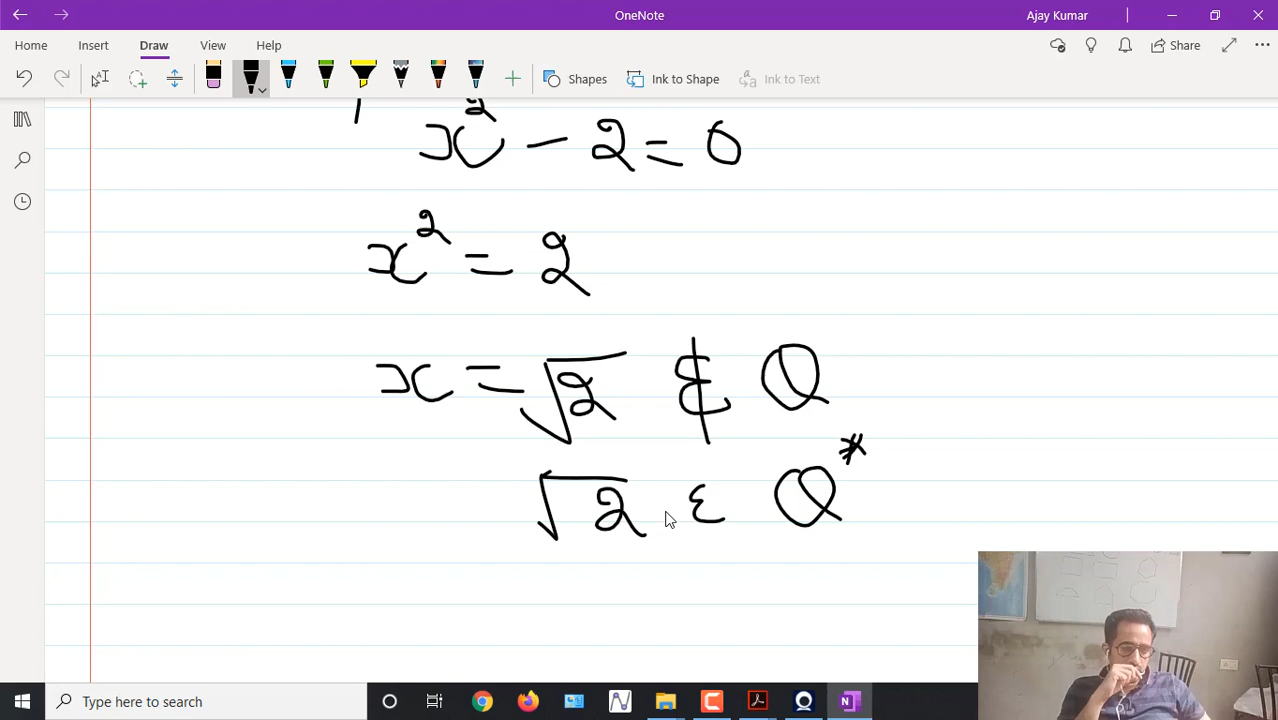 OneNote
Ajay Kumar
Home Insert Draw View Help
Share
Shapes Ink to Shape Ink to Text
x² - 2 = 0
x² = 2
x = √2 ∉ Q
√2 ∈ Q*
Type here to search